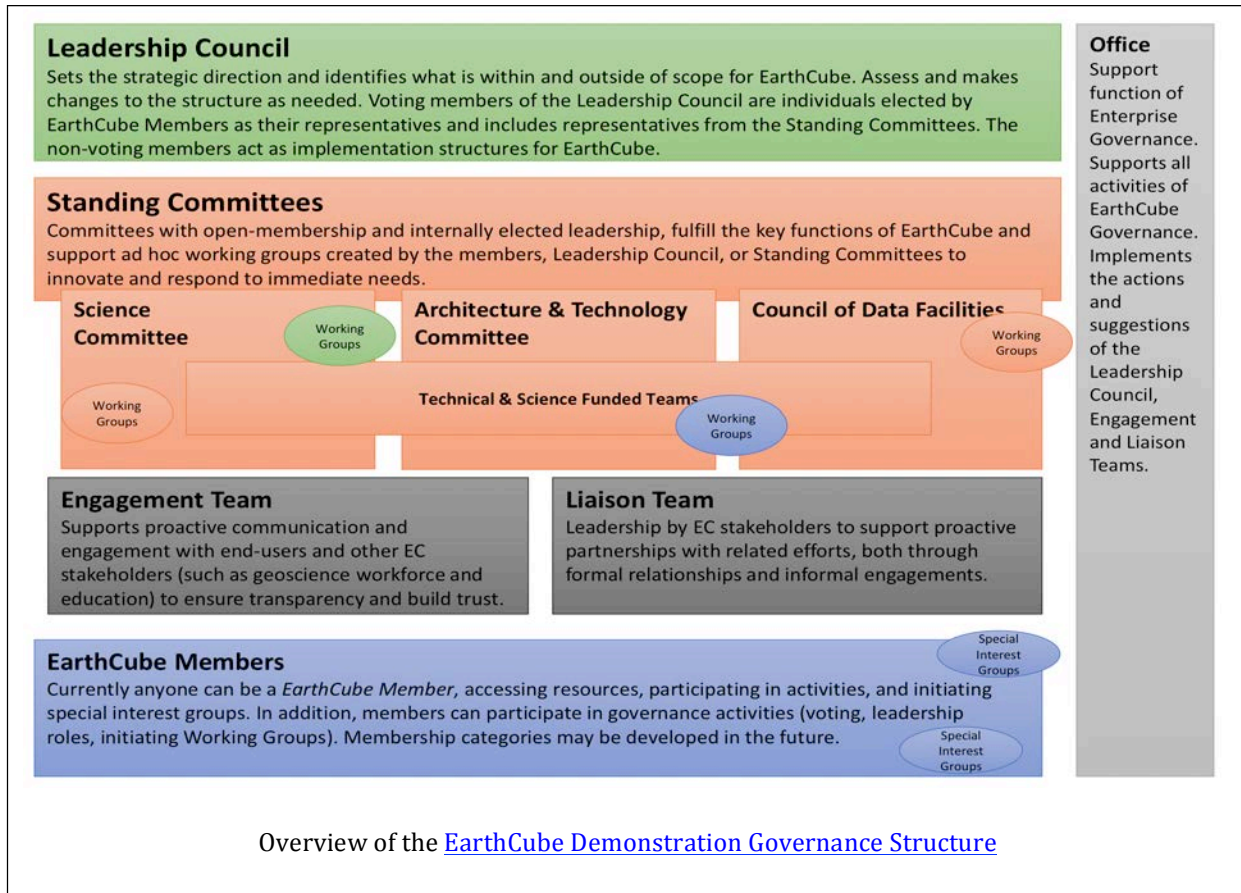 Leadership Council
Sets the strategic direction and identifies what is within and outside of scope for EarthCube. Assess and makes
changes to the structure as needed. Voting members of the Leadership Council are individuals elected by
EarthCube Members as their representatives and includes representatives from the Standing Committees. The
non-voting members act as implementation structures for EarthCube.
Standing Committees
Committees with open-membership and internally elected leadership, fulfill the key functions of EarthCube and
support ad hoc working groups created by the members, Leadership Council, or Standing Committees to
innovate and respond to immediate needs.
Science
Committee
Working
Groups
Working
Groups
Architecture & Technology
Committee
Council of Data Facilities
Working
Groups
Technical & Science Funded Teams
Working
Groups
Engagement Team
Supports proactive communication and
engagement with end-users and other EC
stakeholders (such as geoscience workforce and
education) to ensure transparency and build trust.
Liaison Team
Leadership by EC stakeholders to support proactive
partnerships with related efforts, both through
formal relationships and informal engagements.
EarthCube Members
Currently anyone can be a EarthCube Member, accessing resources, participating in activities, and initiating
special interest groups. In addition, members can participate in governance activities (voting, leadership
roles, initiating Working Groups). Membership categories may be developed in the future.
Special
Interest
Groups
Special
Interest
Groups
Office
Support
function of
Enterprise
Governance.
Supports all
activities of
EarthCube
Governance.
Implements
the actions
and
suggestions
of the
Leadership
Council,
Engagement
and Liaison
Teams.
Overview of the EarthCube Demonstration Governance Structure